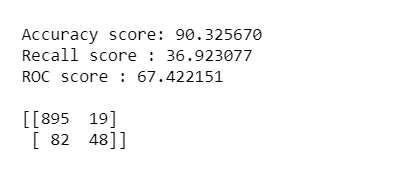 Accuracy score: 90.325670
Recall score : 36.923077
ROC score : 67.422151
[[895  19]
 [ 82  48]]